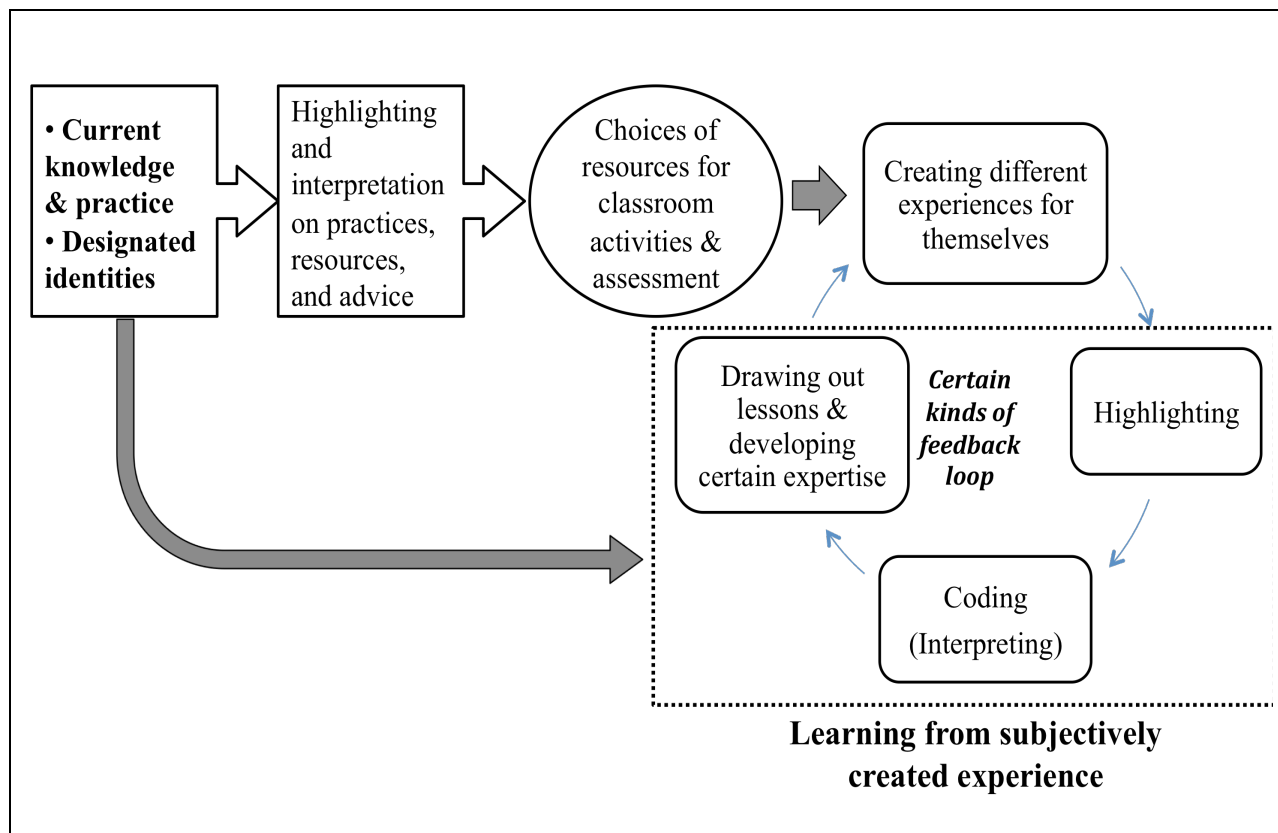 • Current
knowledge
& practice
• Designated
identities
Highlighting
and
interpretation
on practices,
resources,
and advice
Choices of
resources for
classroom
activities &
assessment
Creating different
experiences for
themselves
Drawing out
lessons &
developing
certain expertise
Certain
kinds of
feedback
loop
Highlighting
Coding
(Interpreting)
Learning from subjectively
created experience